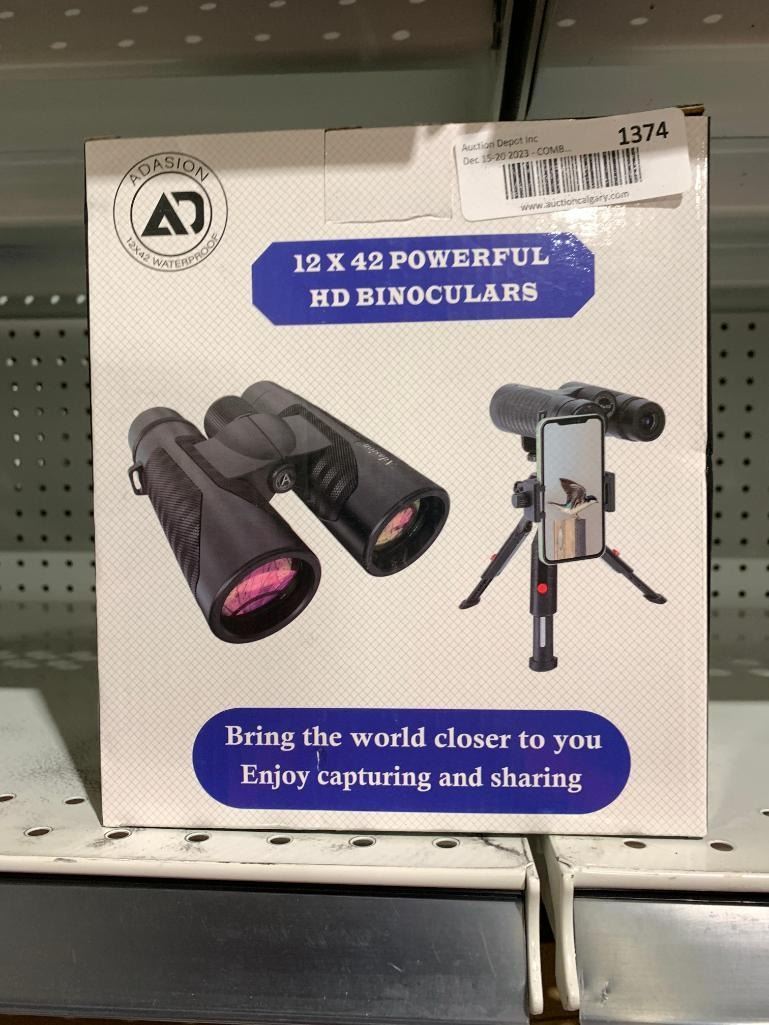 Auction Depot Inc
1374
Dec 15-20 2023 - COMB...
www.auctioncalgary.com
ADASION
AD
12X42 WATERPROOF
12 X 42 POWERFUL
HD BINOCULARS
Adasion
A
Bring the world closer to you
Enjoy capturing and sharing